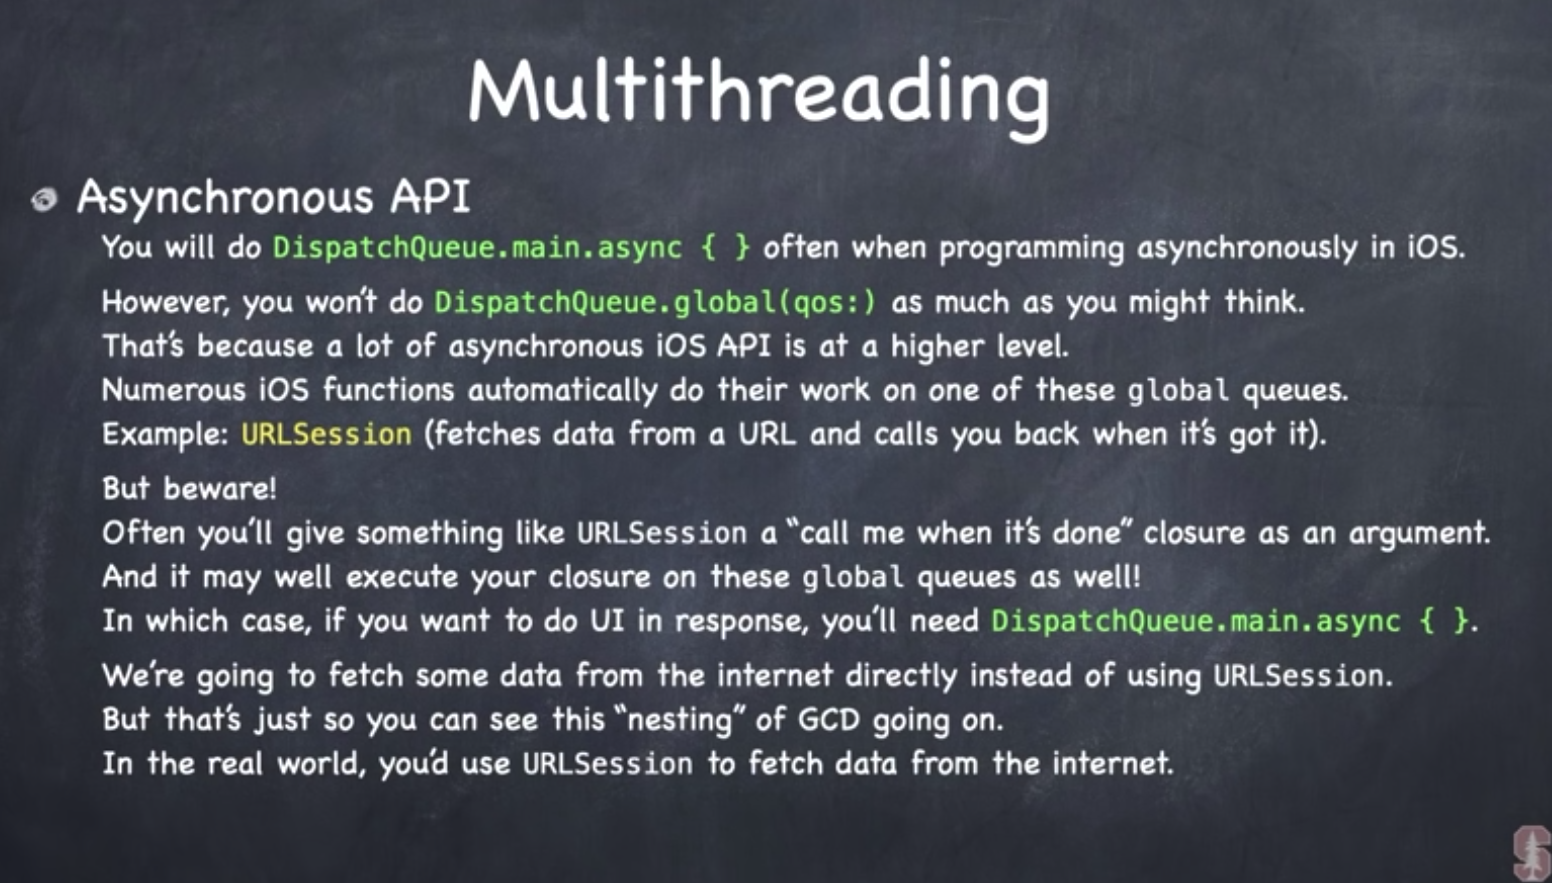 Multithreading
Asynchronous API
You will do DispatchQueue.main.async { } often when programming asynchronously in iOS.
However, you won't do DispatchQueue.global(qos:) as much as you might think.
That's because a lot of asynchronous iOS API is at a higher level.
Numerous iOS functions automatically do their work on one of these global queues.
Example: URLSession (fetches data from a URL and calls you back when it's got it).
But beware!
Often you'll give something like URLSession a “call me when it's done” closure as an argument.
And it may well execute your closure on these global queues as well!
In which case, if you want to do UI in response, you'll need DispatchQueue.main.async { }.
We're going to fetch some data from the internet directly instead of using URLSession.
But that's just so you can see this “nesting” of GCD going on.
In the real world, you'd use URLSession to fetch data from the internet.
S